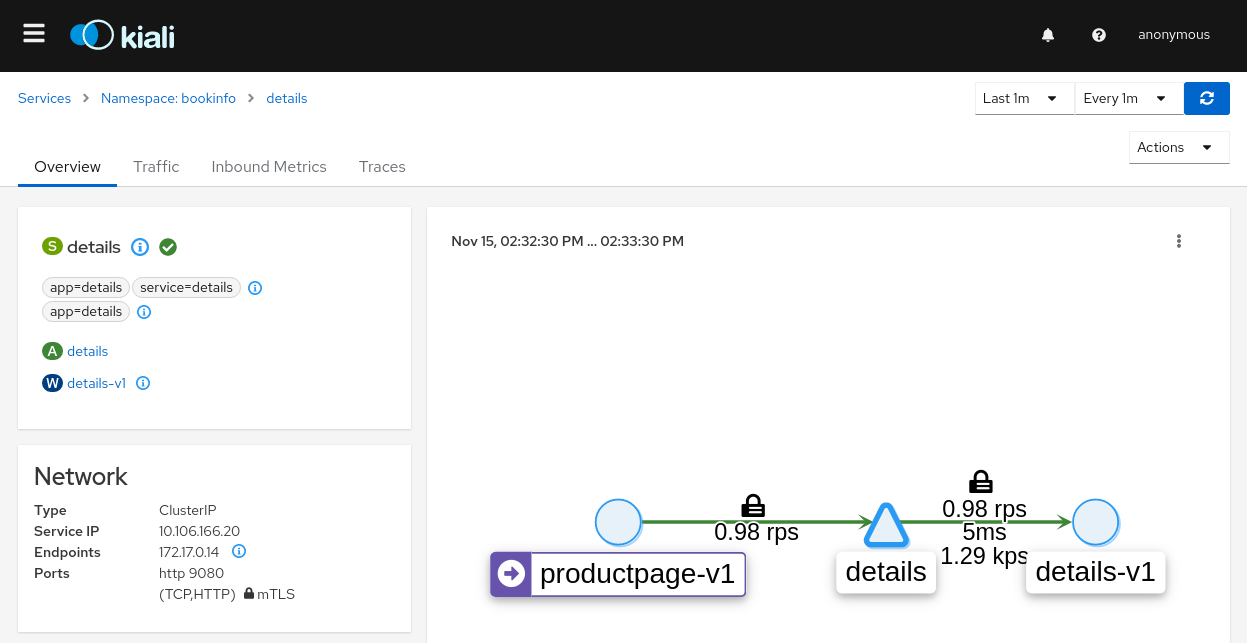 kiali
anonymous
Services
Namespace: bookinfo
details
Last 1m
Every 1m
Actions
Overview
Traffic
Inbound Metrics
Traces
S details
app=details service=details
app=details
A details
W details-v1
Network
Type ClusterIP
Service IP 10.106.166.20
Endpoints 172.17.0.14
Ports http 9080
(TCP,HTTP) mTLS
Nov 15, 02:32:30 PM ... 02:33:30 PM
0.98 rps
0.98 rps
5ms
1.29 kps
productpage-v1
details
details-v1